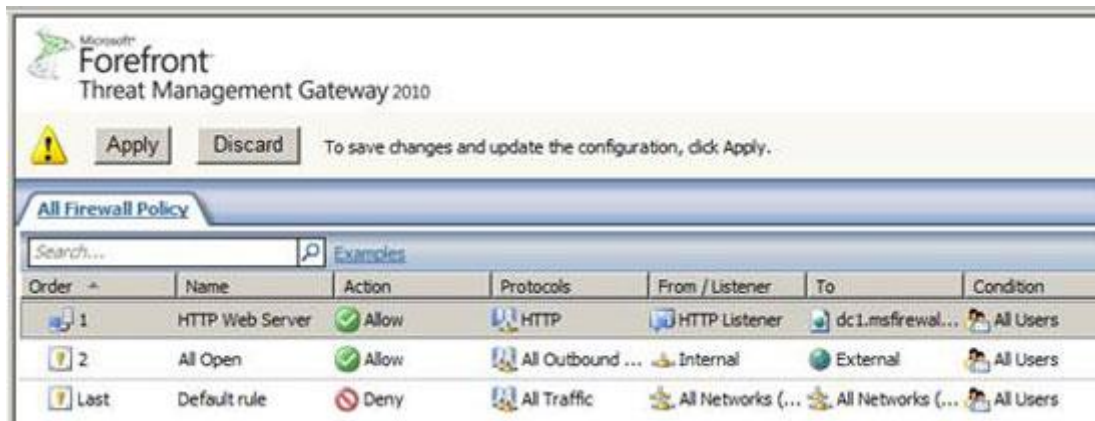 Microsoft®
Forefront
Threat Management Gateway 2010
Apply Discard To save changes and update the configuration, click Apply.
All Firewall Policy
Search... Examples
Order Name Action Protocols From / Listener To Condition
1 HTTP Web Server Allow HTTP HTTP Listener dc1.msfirewal... All Users
2 All Open Allow All Outbound ... Internal External All Users
Last Default rule Deny All Traffic All Networks (... All Networks (... All Users